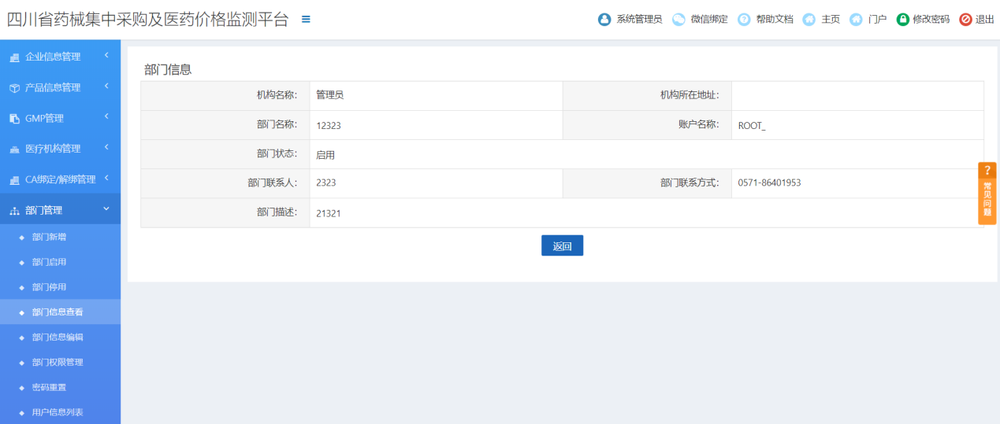 四川省药械集中采购及医药价格监测平台
系统管理员 微信绑定 帮助文档 主页 门户 修改密码 退出
企业信息管理
产品信息管理
GMP管理
医疗机构管理
CA绑定/解绑管理
部门管理
部门新增
部门启用
部门停用
部门信息查看
部门信息编辑
部门权限管理
密码重置
用户信息列表
部门信息
机构名称: 管理员 机构所在地址:
部门名称: 12323 账户名称: ROOT_
部门状态: 启用
部门联系人: 2323 部门联系方式: 0571-86401953
部门描述: 21321
返回
?
常见问题